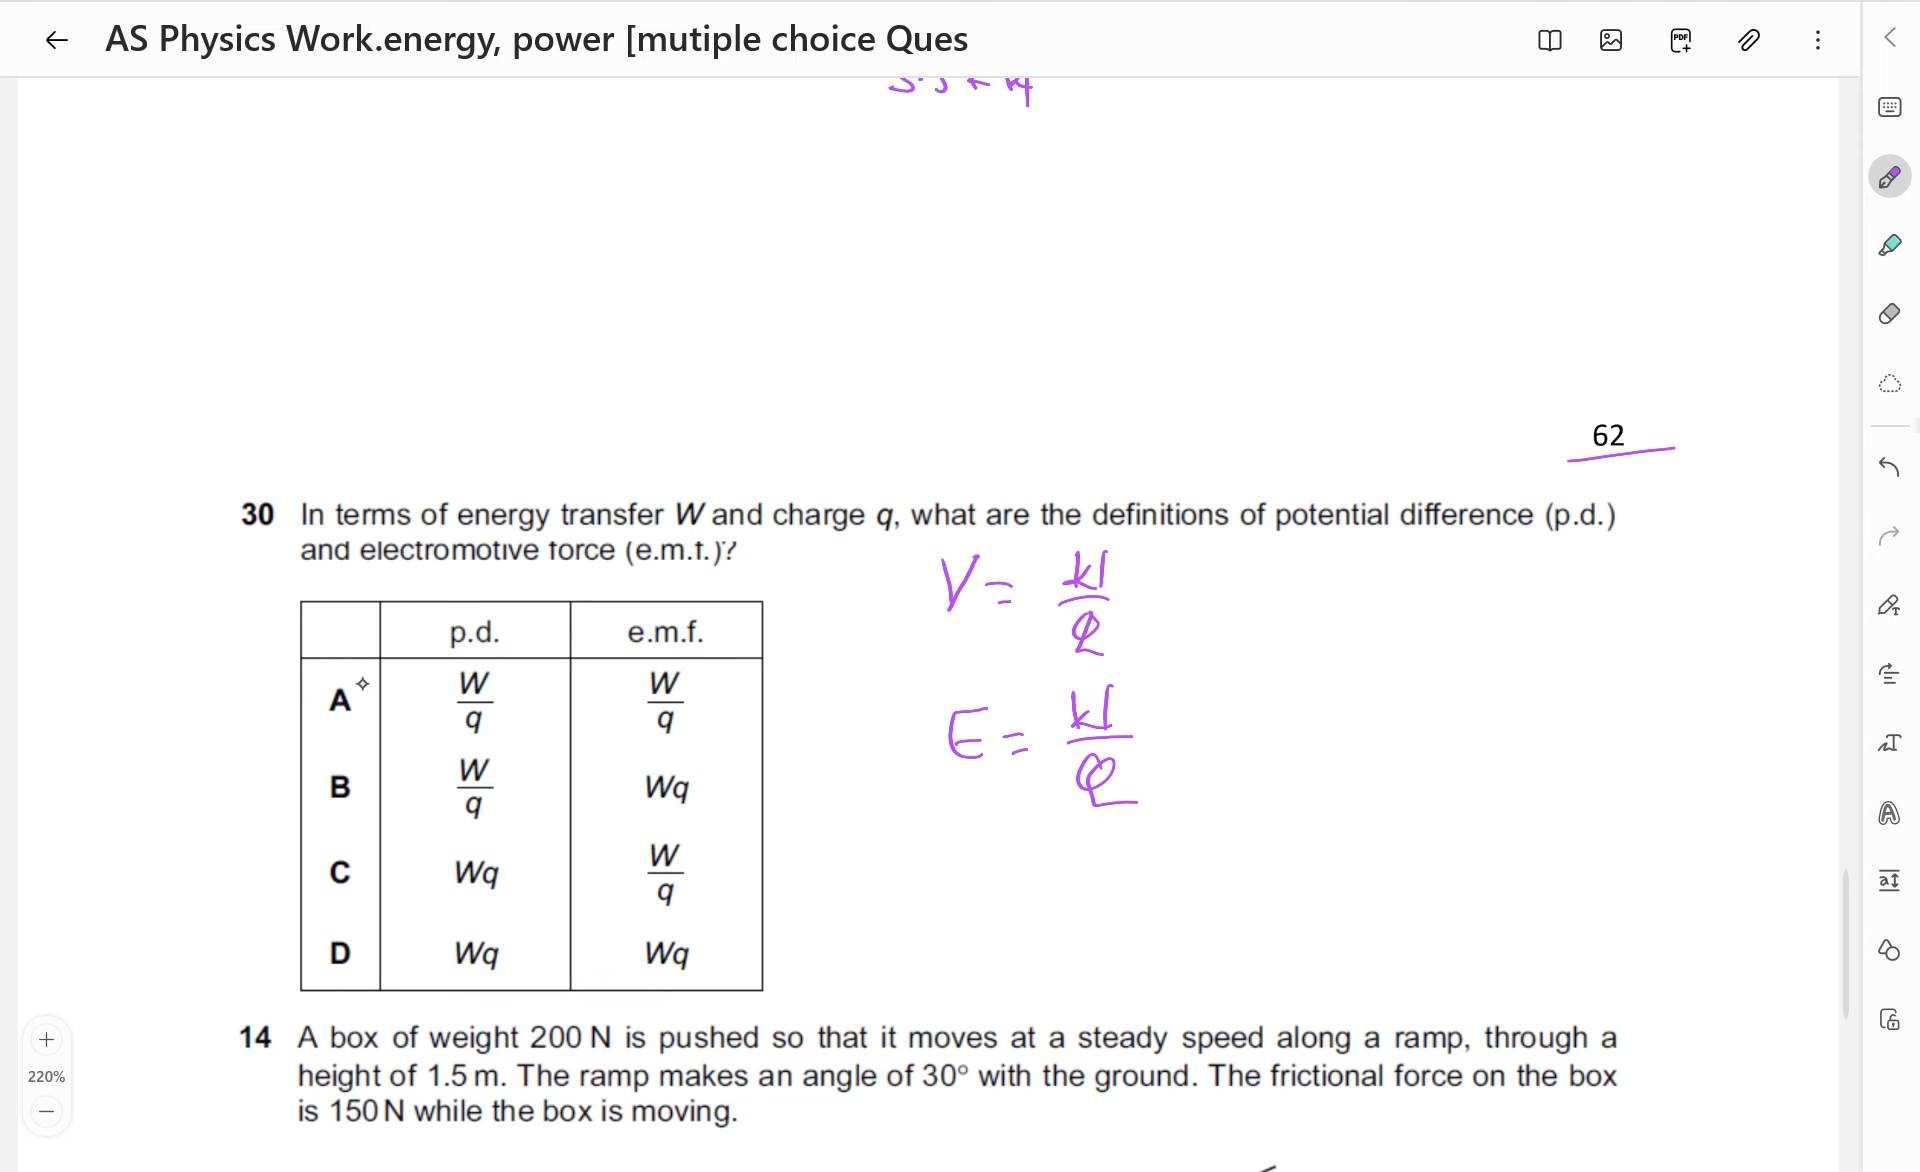 AS Physics Work.energy, power [mutiple choice Ques
62
30 In terms of energy transfer W and charge q, what are the definitions of potential difference (p.d.)
and electromotive force (e.m.f.)?
p.d. e.m.f.
A W/q W/q
B W/q Wq
C Wq W/q
D Wq Wq
V = W/Q
E = W/Q
14 A box of weight 200 N is pushed so that it moves at a steady speed along a ramp, through a
height of 1.5 m. The ramp makes an angle of 30° with the ground. The frictional force on the box
is 150 N while the box is moving.
220%